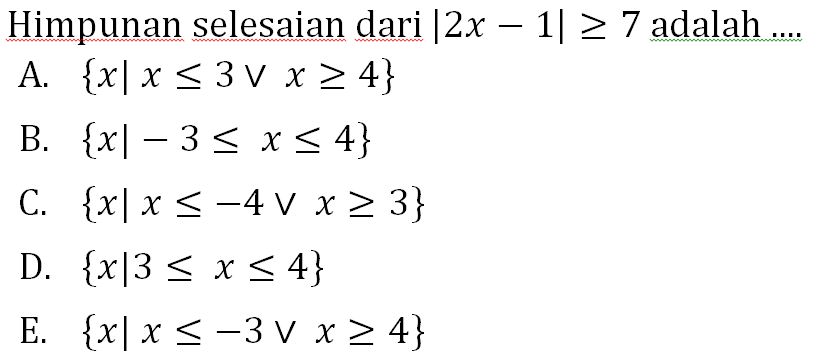 Himpunan selesaian dari |2x − 1| ≥ 7 adalah ....
A. {x| x ≤ 3 ∨ x ≥ 4}
B. {x| − 3 ≤ x ≤ 4}
C. {x| x ≤ −4 ∨ x ≥ 3}
D. {x|3 ≤ x ≤ 4}
E. {x| x ≤ −3 ∨ x ≥ 4}